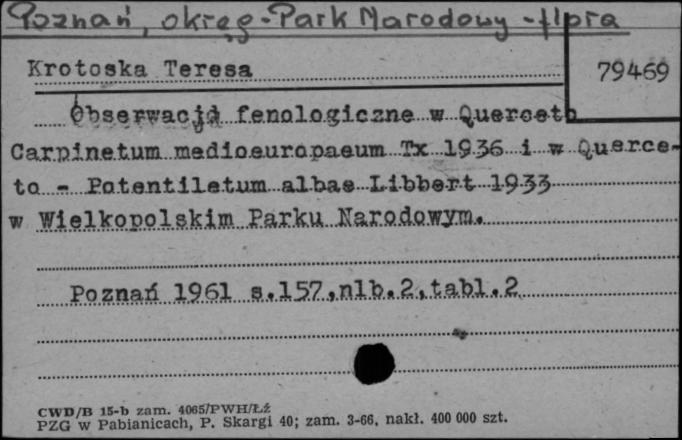 Poznań, okręg - Park Narodowy - flora
Krotoska Teresa
79469
Obserwacja fenologiczne w Querceto
Carpinetum medioeuropaeum Tx 1936 i w Querce-
to - Potentiletum albae Libbert 1933
w Wielkopolskim Parku Narodowym.
Poznań 1961 s.157,nlb.2,tabl.2
CWD/B 15-b zam. 4065/PWH/Łż
PZG w Pabianicach, P. Skargi 40; zam. 3-66, nakł. 400 000 szt.